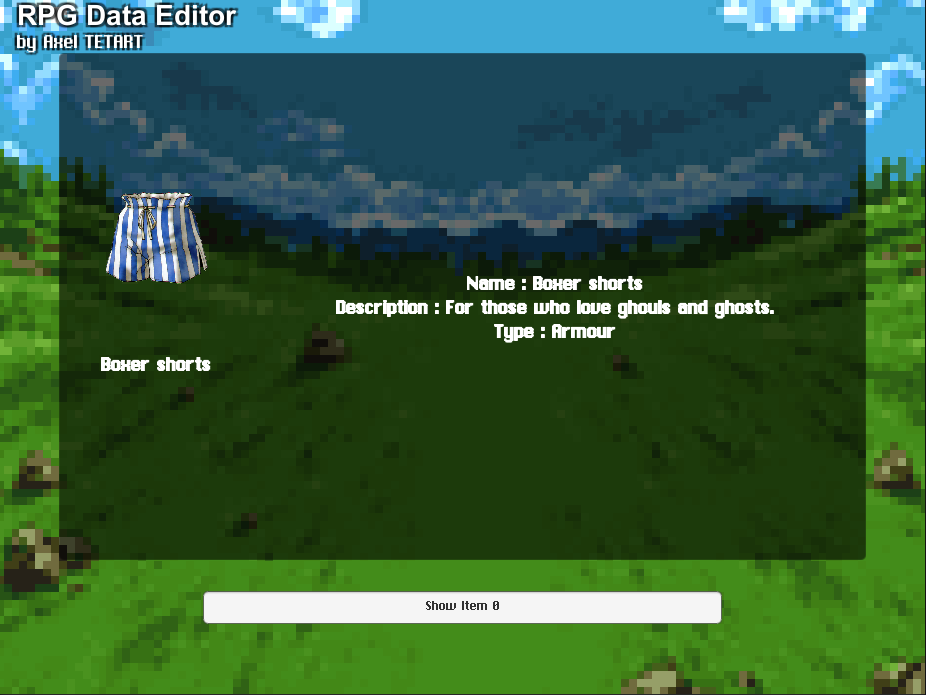 RPG Data Editor
by Axel TETART
Name : Boxer shorts
Description : For those who love ghouls and ghosts.
Type : Armour
Boxer shorts
Show Item 0